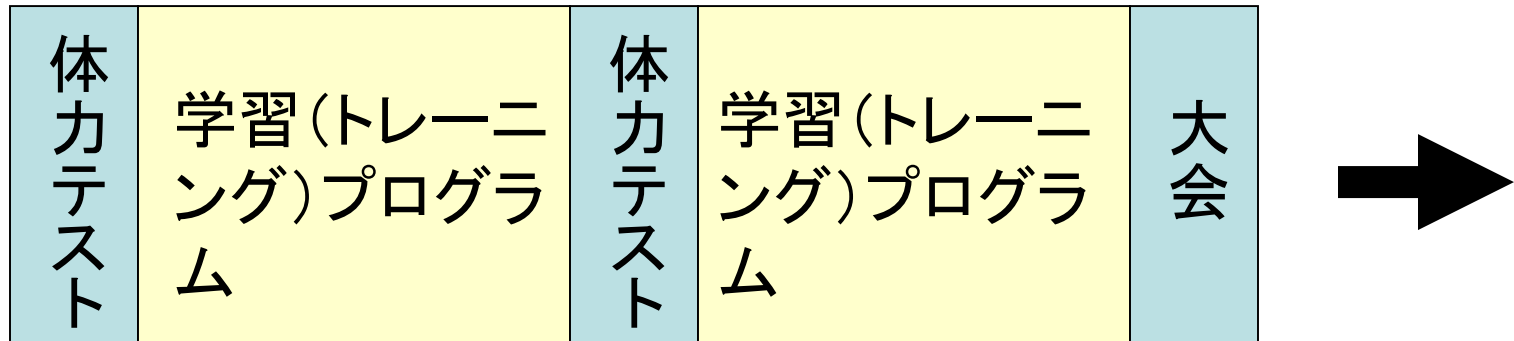 体力テスト
学習(トレーニ
ング)プログラ
ム
体力テスト
学習(トレーニ
ング)プログラ
ム
大会